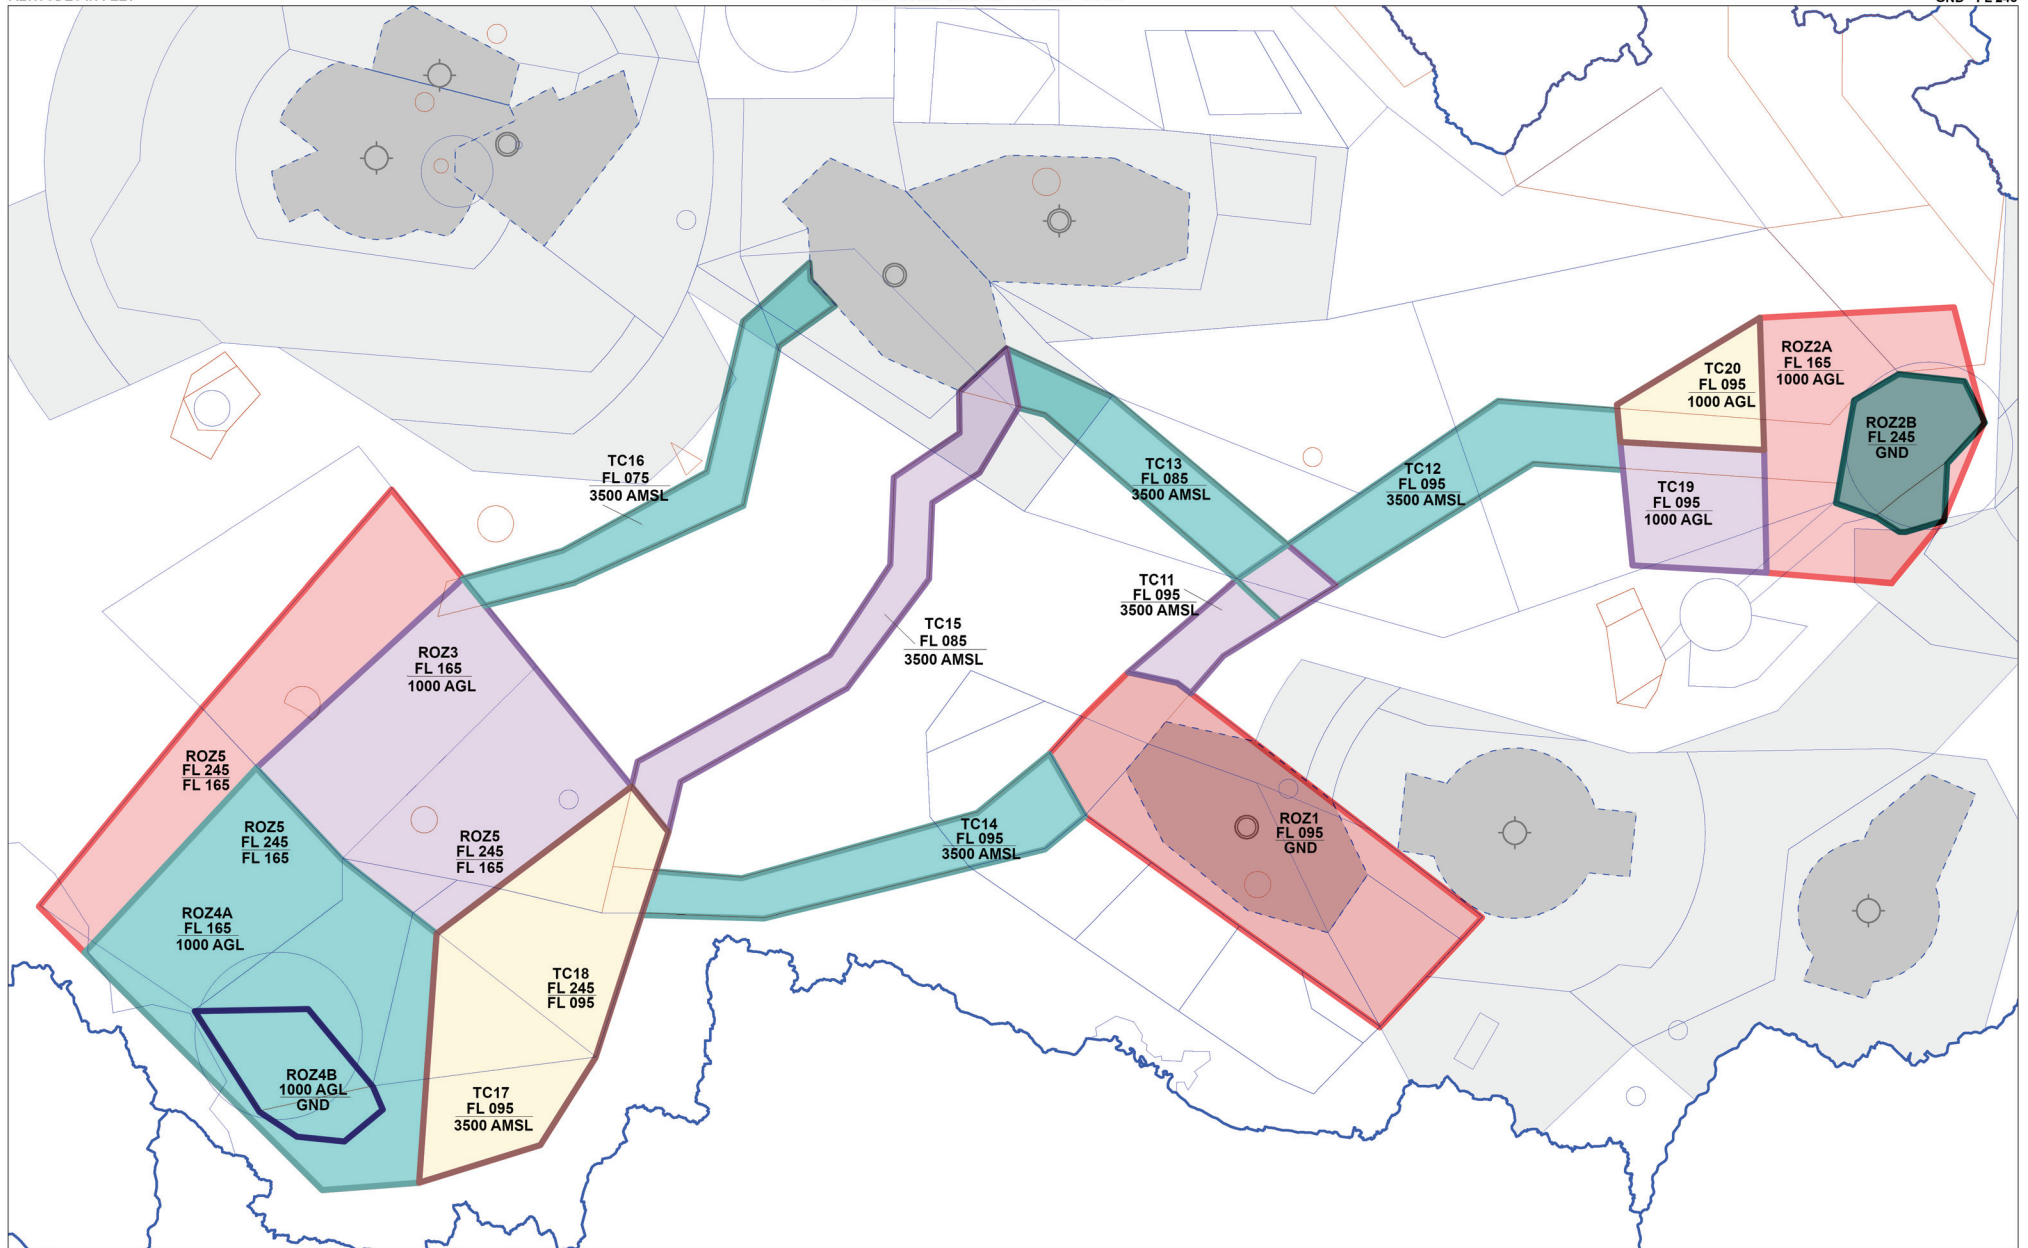 TC16
FL 075
3500 AMSL
TC13
FL 085
3500 AMSL
TC12
FL 095
3500 AMSL
TC20
FL 095
1000 AGL
ROZ2A
FL 165
1000 AGL
ROZ2B
FL 245
GND
TC19
FL 095
1000 AGL
TC11
FL 095
3500 AMSL
TC15
FL 085
3500 AMSL
ROZ3
FL 165
1000 AGL
ROZ5
FL 245
FL 165
ROZ5
FL 245
FL 165
ROZ5
FL 245
FL 165
TC14
FL 095
3500 AMSL
ROZ1
FL 095
GND
ROZ4A
FL 165
1000 AGL
TC18
FL 245
FL 095
ROZ4B
1000 AGL
GND
TC17
FL 095
3500 AMSL